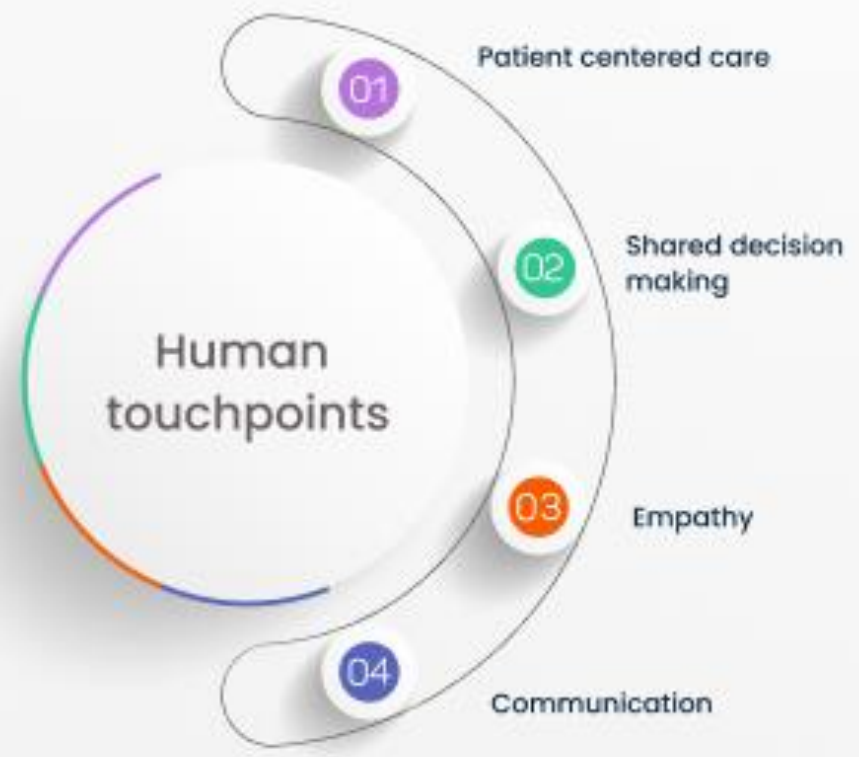 Human
touchpoints
01
Patient centered care
02
Shared decision
making
03
Empathy
04
Communication